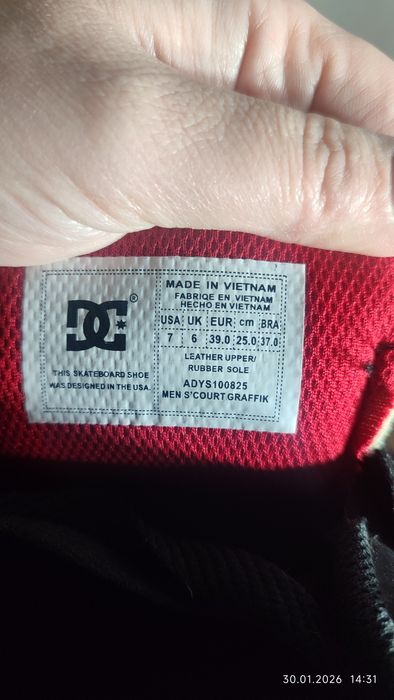 DC®
MADE IN VIETNAM
FABRIQE EN VIETNAM
HECHO EN VIETNAM
USA UK EUR cm BRA
7 6 39.0 25.0 37.0
LEATHER UPPER/
RUBBER SOLE
ADYS100825
MEN S'COURT GRAFFIK
THIS SKATEBOARD SHOE
WAS DESIGNED IN THE USA.
30.01.2026 14:31